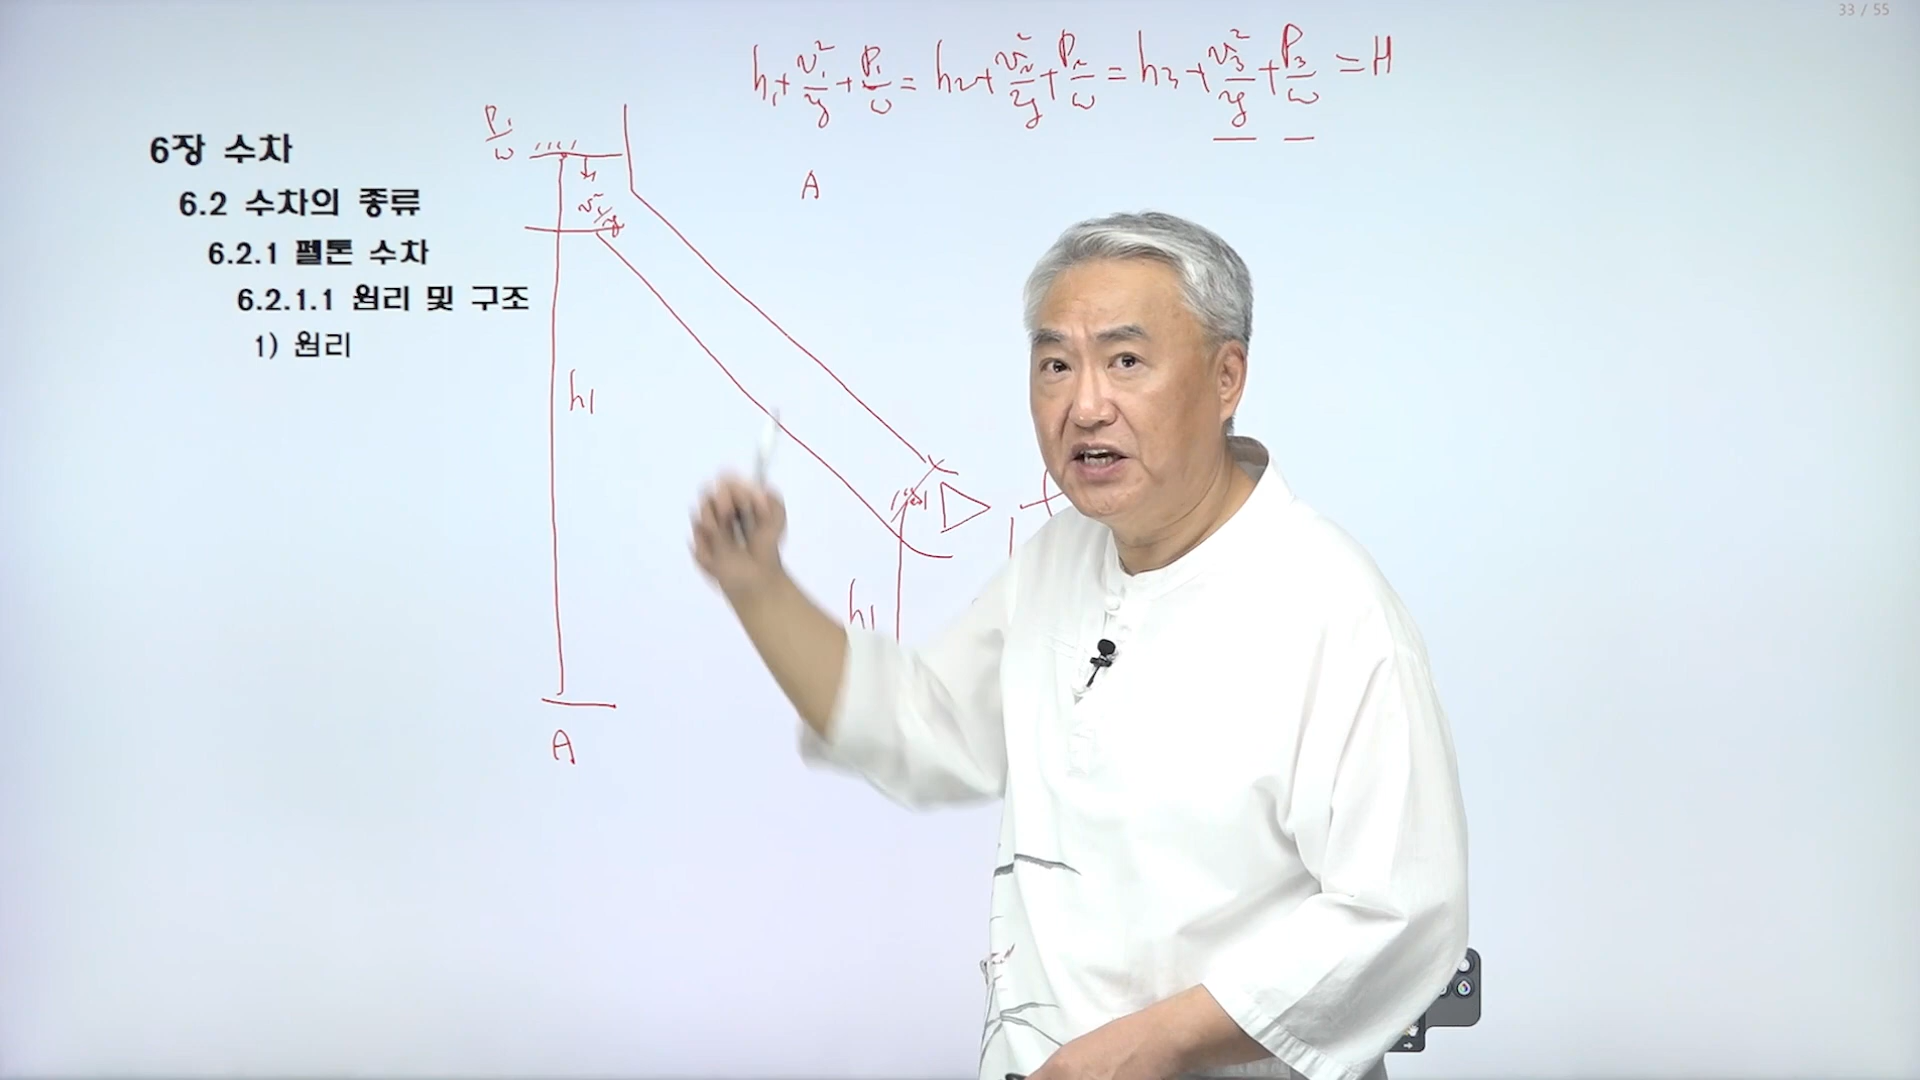 33 / 55
h₁ + v₁²/2g + P₁/ω = h₂ + v₂²/2g + P₂/ω = h₃ + v₃²/2g + P₃/ω = H
P₁/ω
6장 수차
A
6.2 수차의 종류
v₁²/2g
6.2.1 펠톤 수차
6.2.1.1 원리 및 구조
1) 원리
h1
h1
A